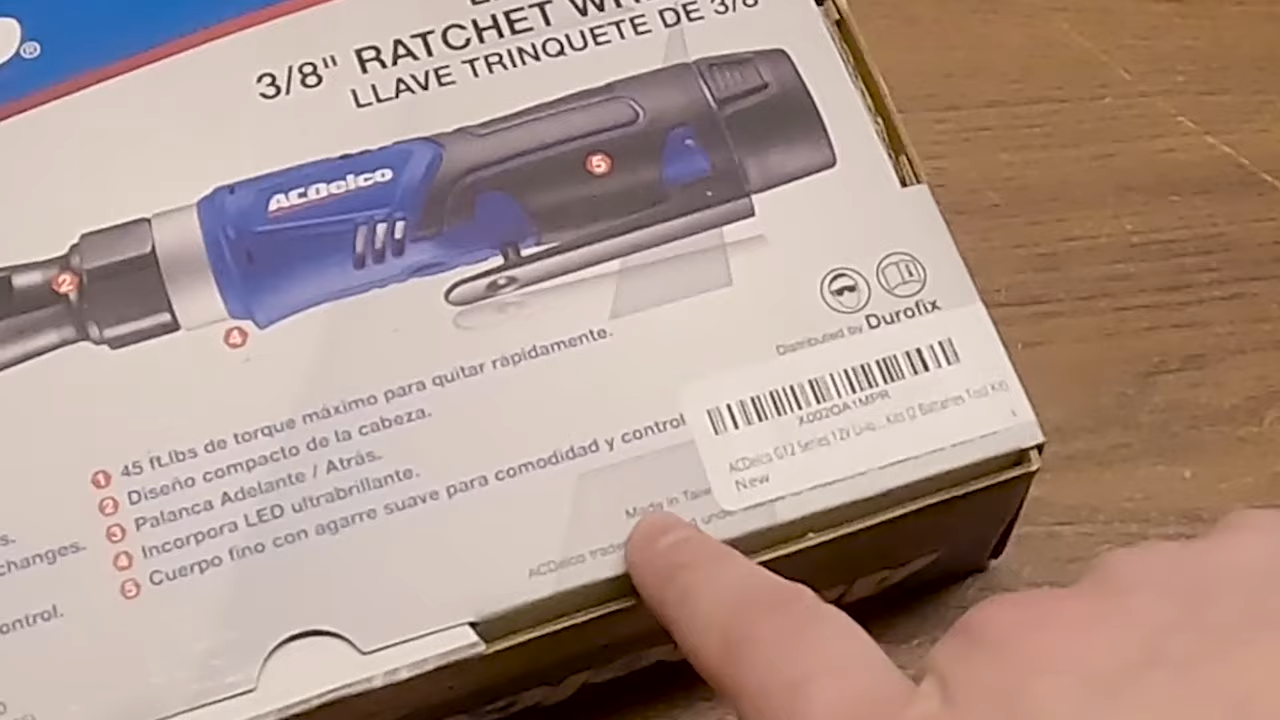 ®
3/8" RATCHET
LLAVE TRINQUETE DE 3/8
ACDelco
5
2
4
Distributed by Durofix
X002OA1MPR
ACDelco G12 Series 12V Li-io... Kits (2 Batteries Tool Kit)
New
1 45 ft.lbs de torque máximo para quitar rápidamente.
2 Diseño compacto de la cabeza.
3 Palanca Adelante / Atrás.
4 Incorpora LED ultrabrillante.
5 Cuerpo fino con agarre suave para comodidad y control
changes.
ontrol.
Made in
ACDelco